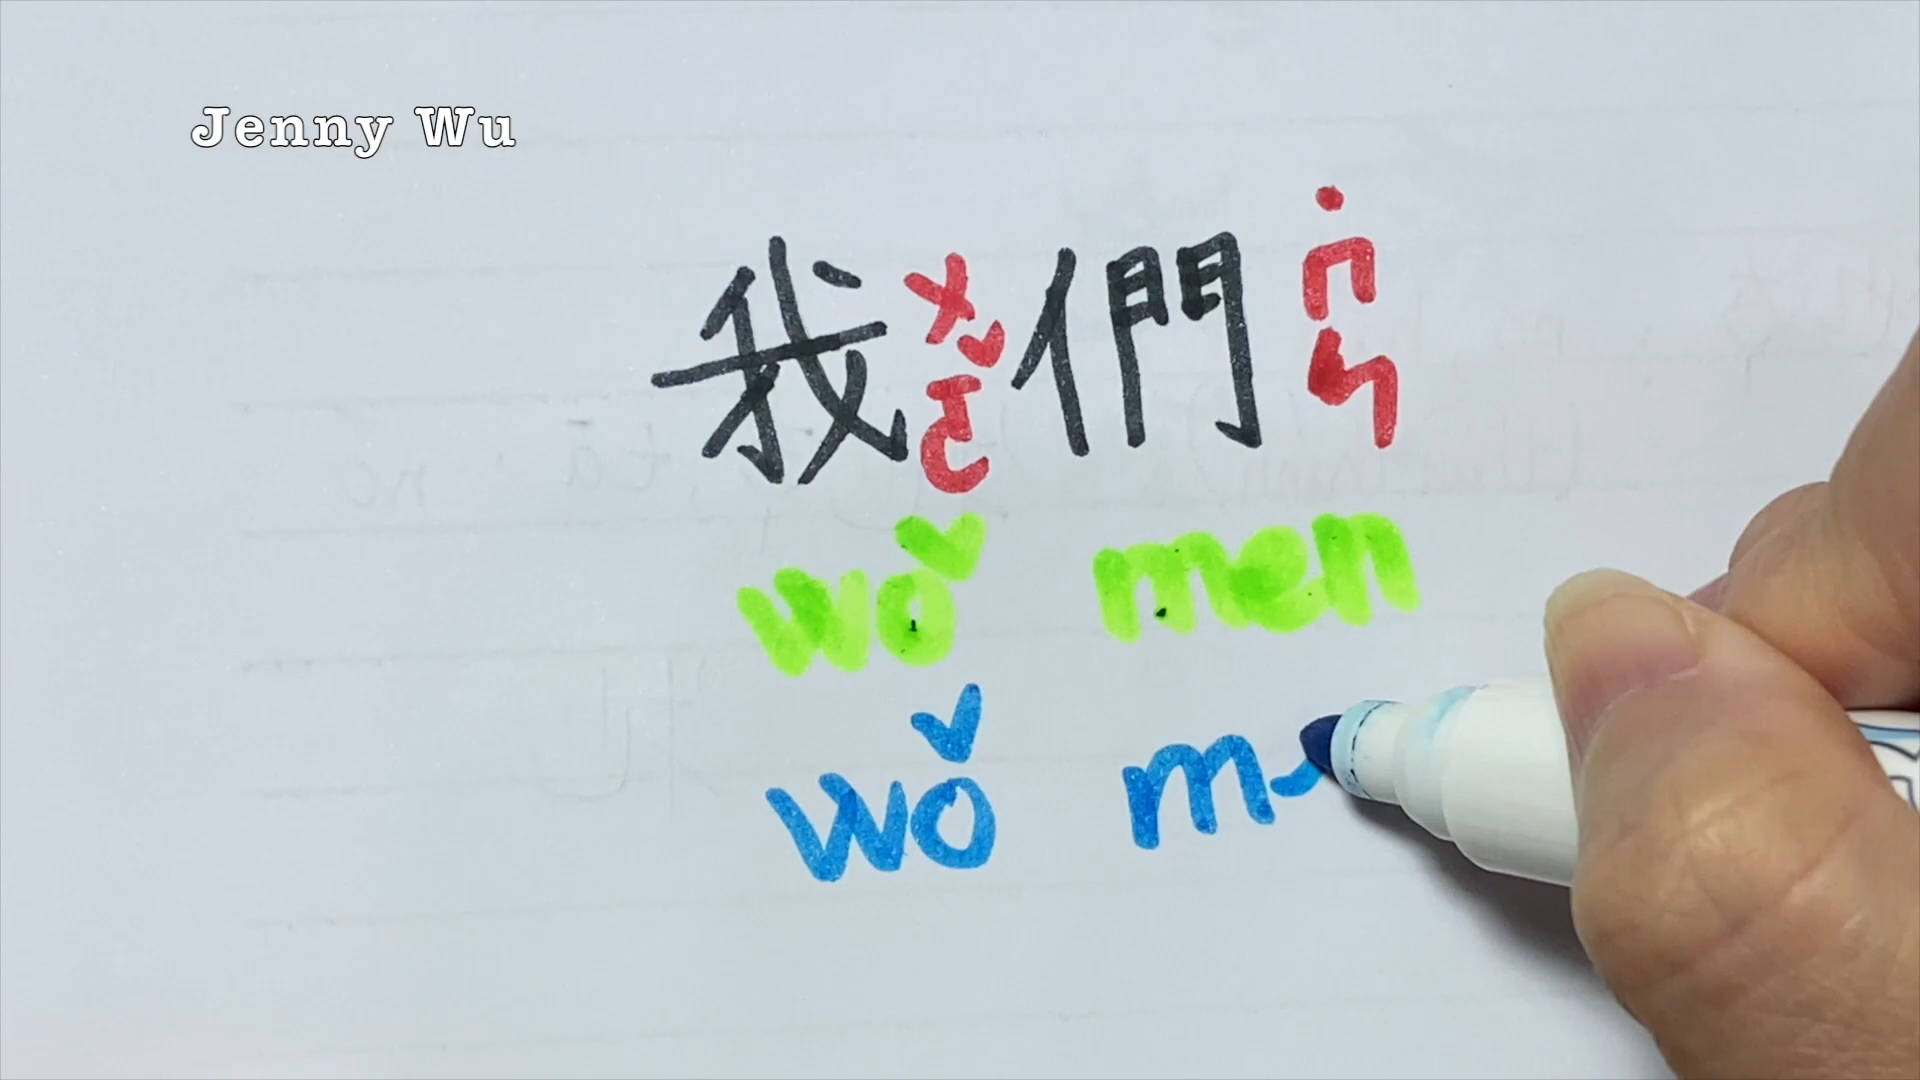 Jenny Wu
我ㄨㄛˇ們˙ㄇㄣ
wǒ men
wǒ m